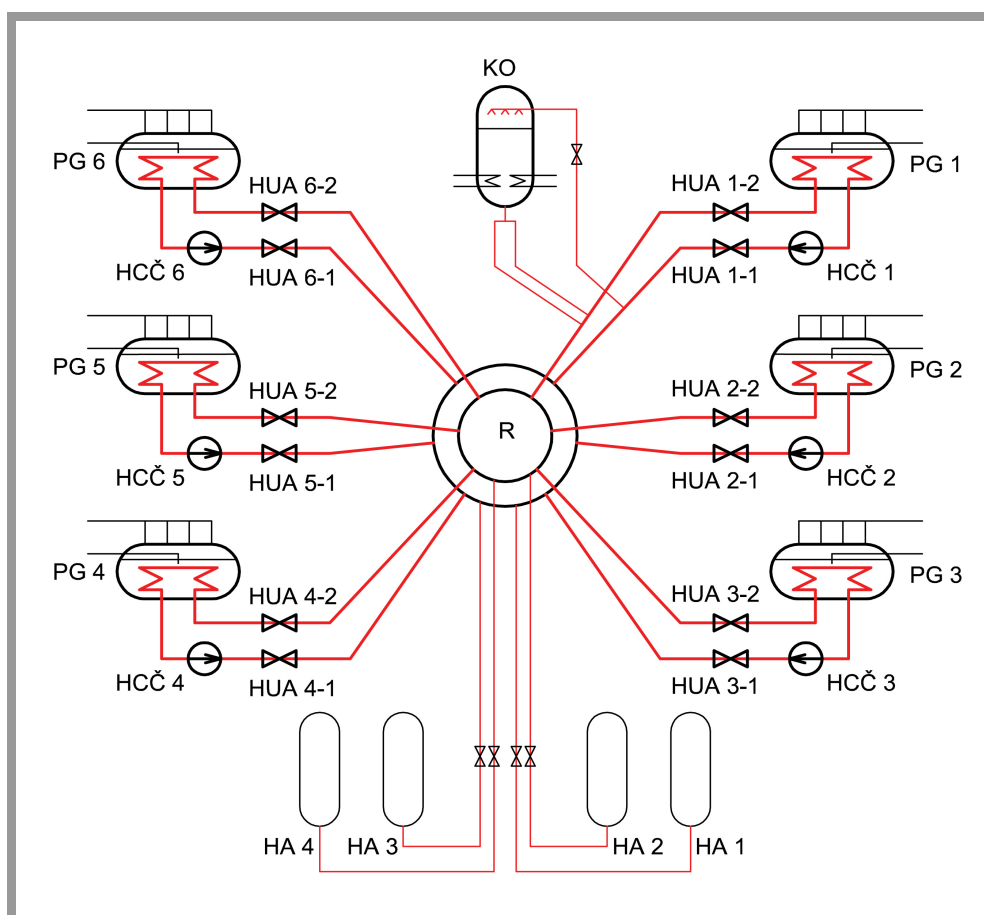 KO
PG 6
HUA 6-2
HCČ 6
HUA 6-1
HUA 1-2
PG 1
HUA 1-1
HCČ 1
PG 5
HUA 5-2
HCČ 5
HUA 5-1
R
HUA 2-2
PG 2
HUA 2-1
HCČ 2
PG 4
HUA 4-2
HCČ 4
HUA 4-1
HUA 3-2
PG 3
HUA 3-1
HCČ 3
HA 4
HA 3
HA 2
HA 1